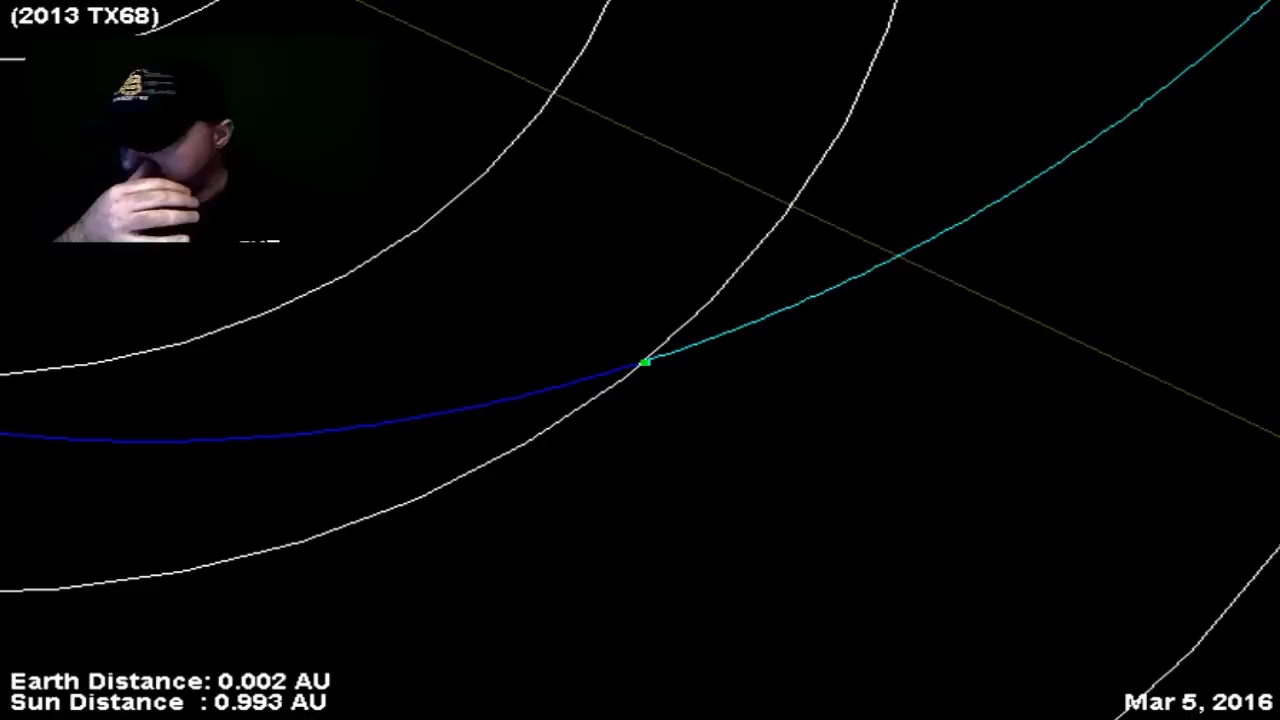 (2013 TX68)
Earth Distance: 0.002 AU
Sun Distance : 0.993 AU
Mar 5, 2016